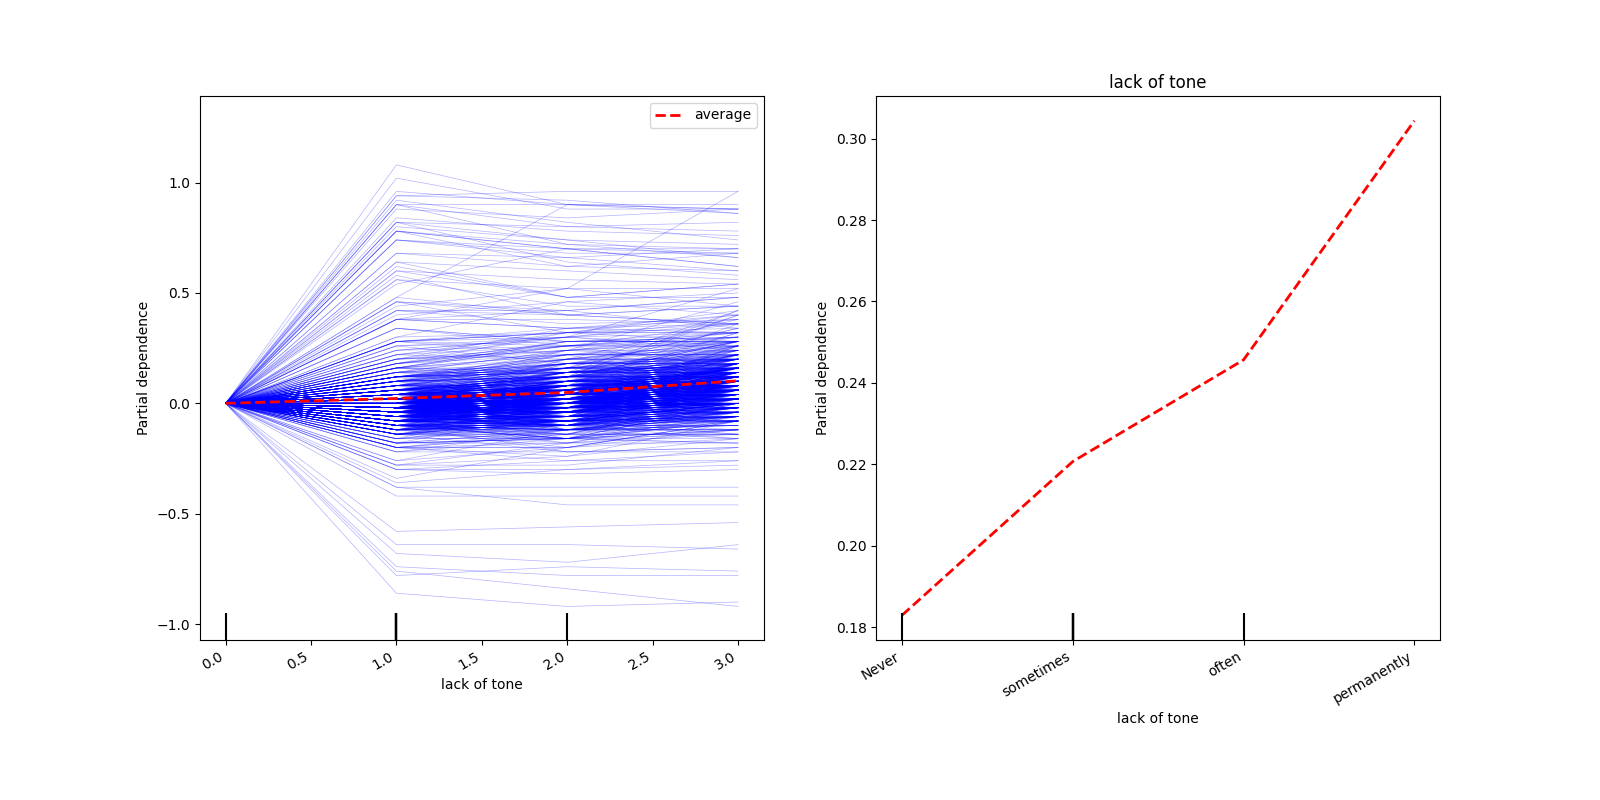 average
1.0
0.5
0.0
−0.5
−1.0
Partial dependence
0.0
0.5
1.0
1.5
2.0
2.5
3.0
lack of tone
lack of tone
0.30
0.28
0.26
0.24
0.22
0.20
0.18
Partial dependence
Never
sometimes
often
permanently
lack of tone